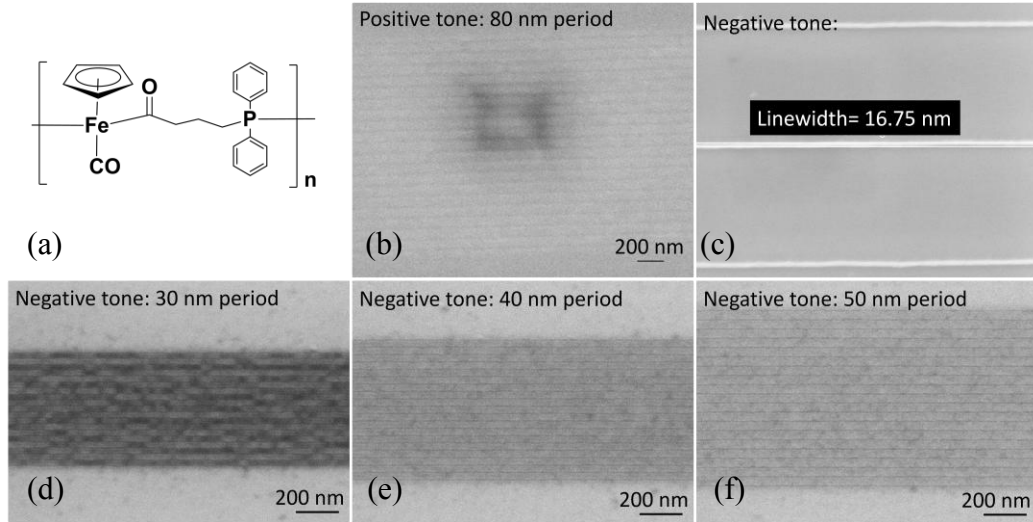 O
Fe
P
CO
n
(a)
Positive tone: 80 nm period
(b)
200 nm
Negative tone:
Linewidth= 16.75 nm
(c)
Negative tone: 30 nm period
(d)
200 nm
Negative tone: 40 nm period
(e)
200 nm
Negative tone: 50 nm period
(f)
200 nm